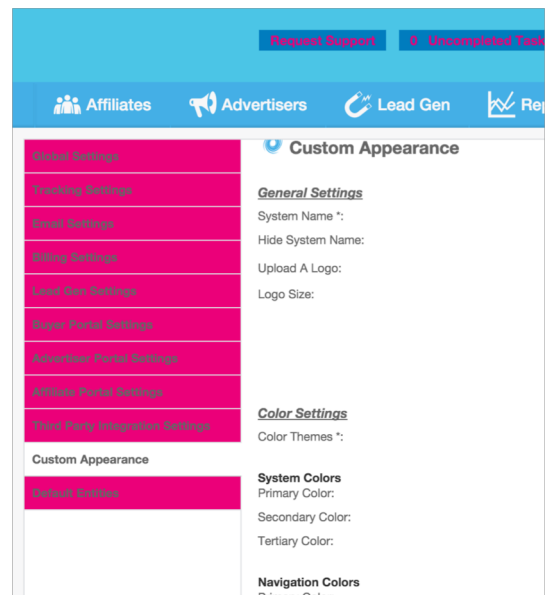 Request Support 0 Uncompleted Task
Affiliates Advertisers Lead Gen Rep
Global Settings
Tracking Settings
Email Settings
Billing Settings
Lead Gen Settings
Buyer Portal Settings
Advertiser Portal Settings
Affiliate Portal Settings
Third Party Integration Settings
Custom Appearance
Default Entities
Custom Appearance
General Settings
System Name *:
Hide System Name:
Upload A Logo:
Logo Size:
Color Settings
Color Themes *:
System Colors
Primary Color:
Secondary Color:
Tertiary Color:
Navigation Colors
Primary Color: